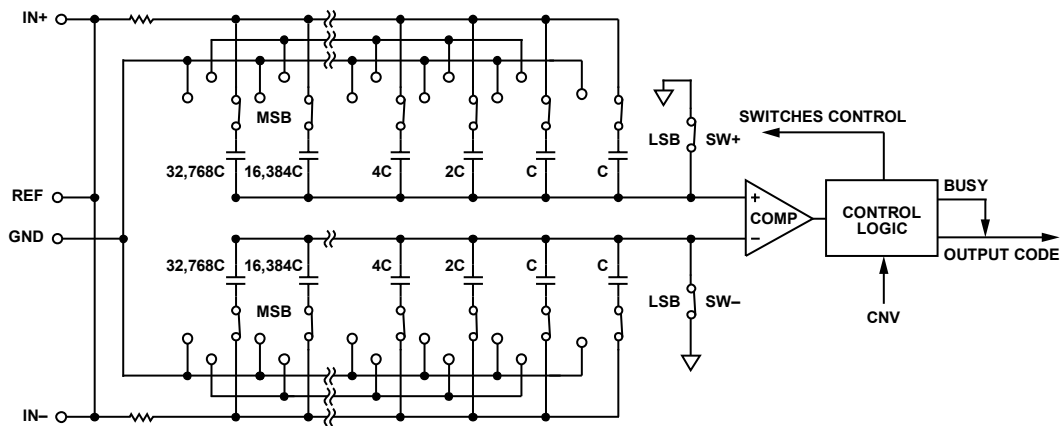 IN+
REF
GND
IN–
MSB
32,768C 16,384C 4C 2C C C
LSB SW+
SWITCHES CONTROL
+
COMP
–
CONTROL
LOGIC
BUSY
OUTPUT CODE
CNV
32,768C 16,384C 4C 2C C C
MSB
LSB SW–